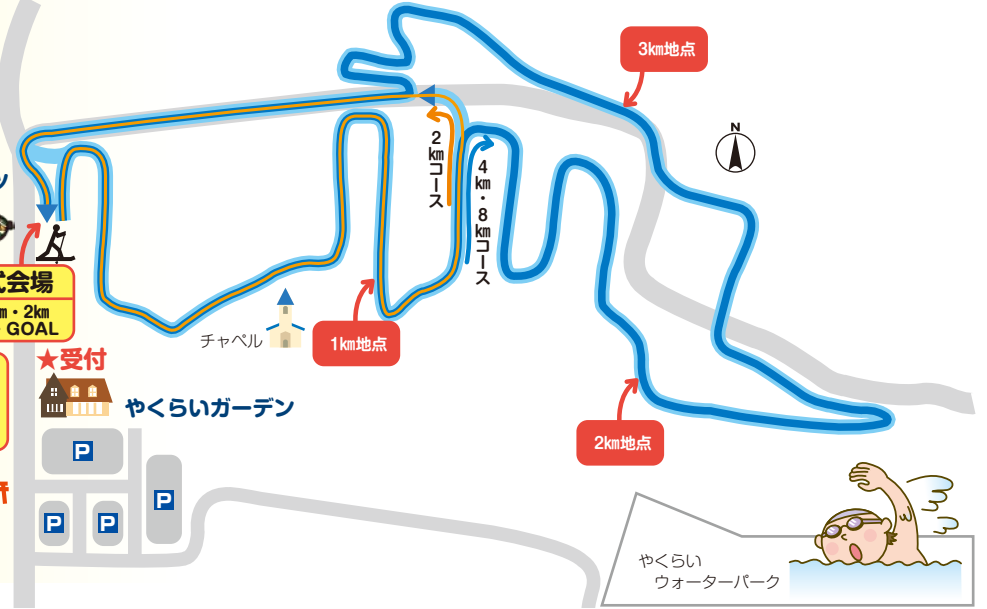 3km地点
N
2kmコース
4km・8kmコース
式会場
m・2km
GOAL
チャペル
1km地点
★受付
やくらいガーデン
2km地点
P
P
P
P
やくらい
ウォーターパーク